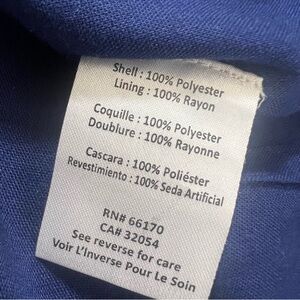 Shell : 100% Polyester
Lining : 100% Rayon
Coquille : 100% Polyester
Doublure : 100% Rayonne
Cascara : 100% Poliéster
Revestimiento : 100% Seda Artificial
RN# 66170
CA# 32054
See reverse for care
Voir L'Inverse Pour Le Soin